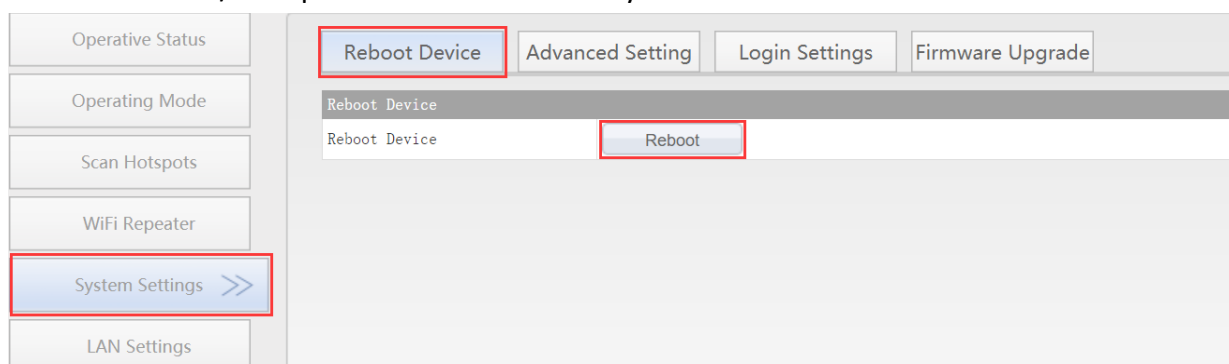 Operative Status
Operating Mode
Scan Hotspots
WiFi Repeater
System Settings >>
LAN Settings
Reboot Device Advanced Setting Login Settings Firmware Upgrade
Reboot Device
Reboot Device Reboot